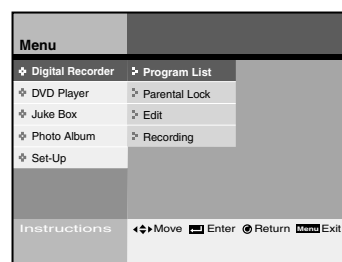 Menu
Digital Recorder
Program List
DVD Player
Parental Lock
Juke Box
Edit
Photo Album
Recording
Set-Up
Instructions
Move Enter Return Menu Exit